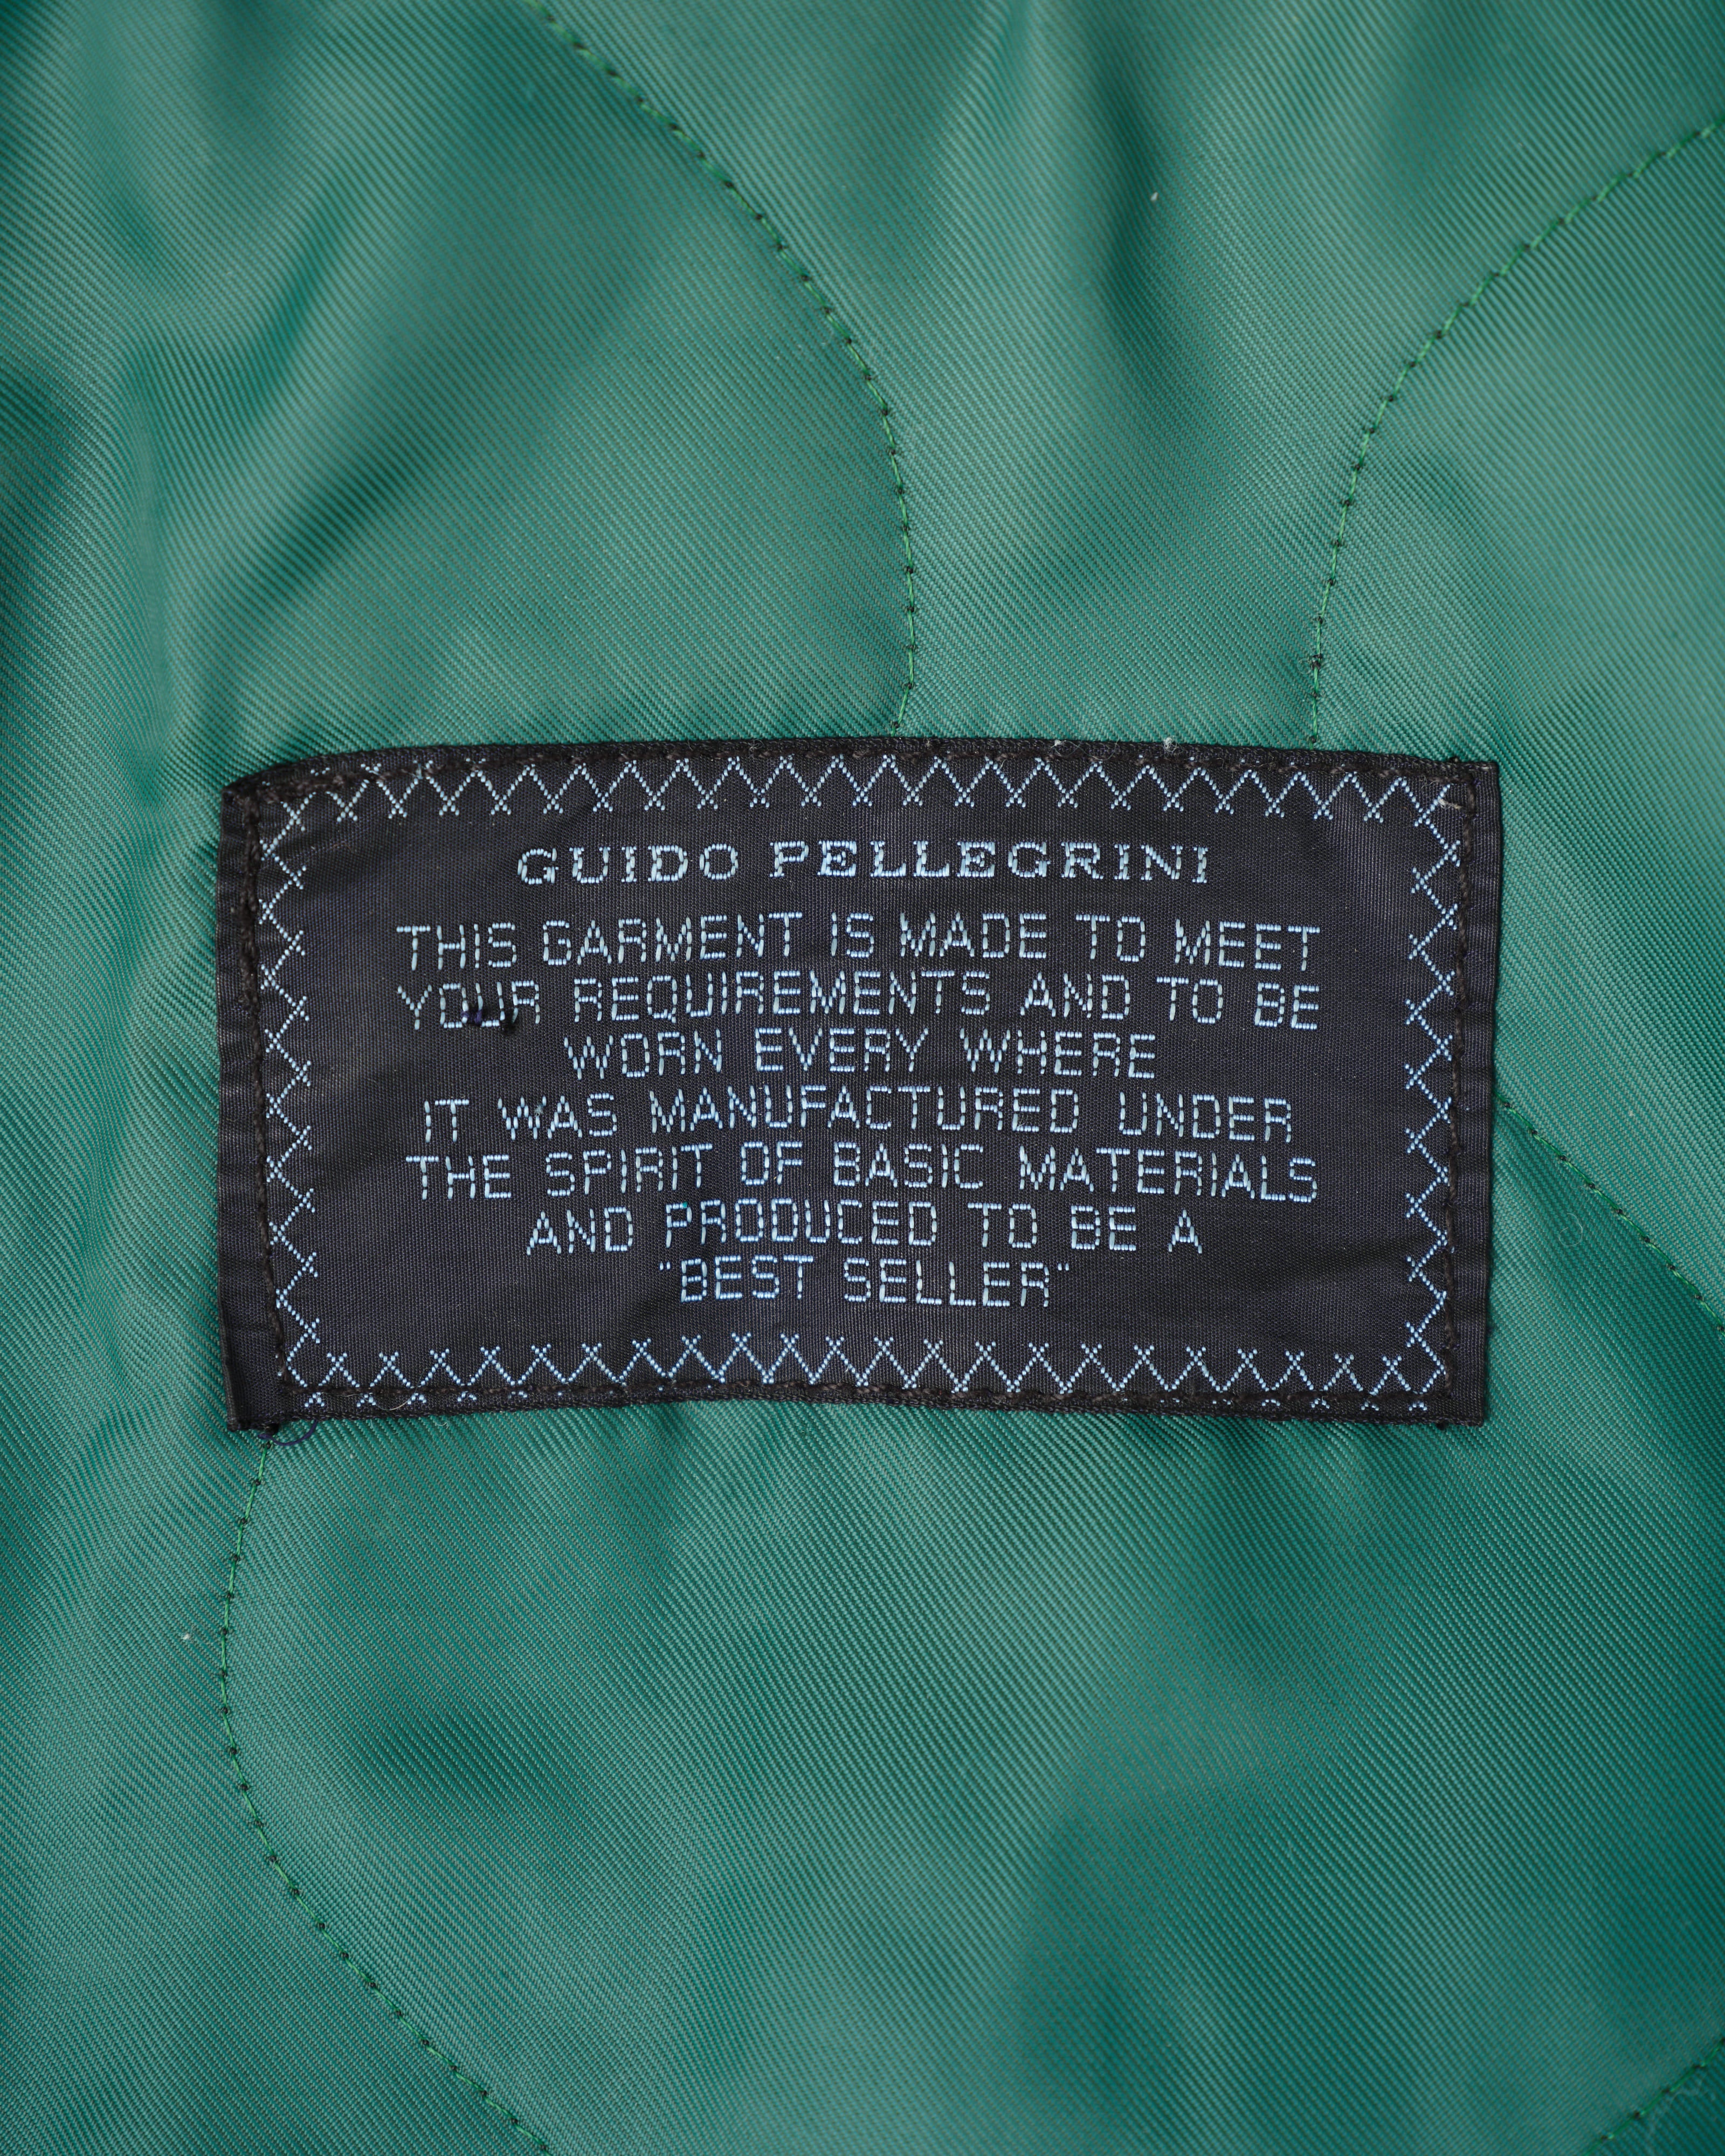 GUIDO PELLEGRINI
THIS GARMENT IS MADE TO MEET
YOUR REQUIREMENTS AND TO BE
WORN EVERY WHERE
IT WAS MANUFACTURED UNDER
THE SPIRIT OF BASIC MATERIALS
AND PRODUCED TO BE A
"BEST SELLER"